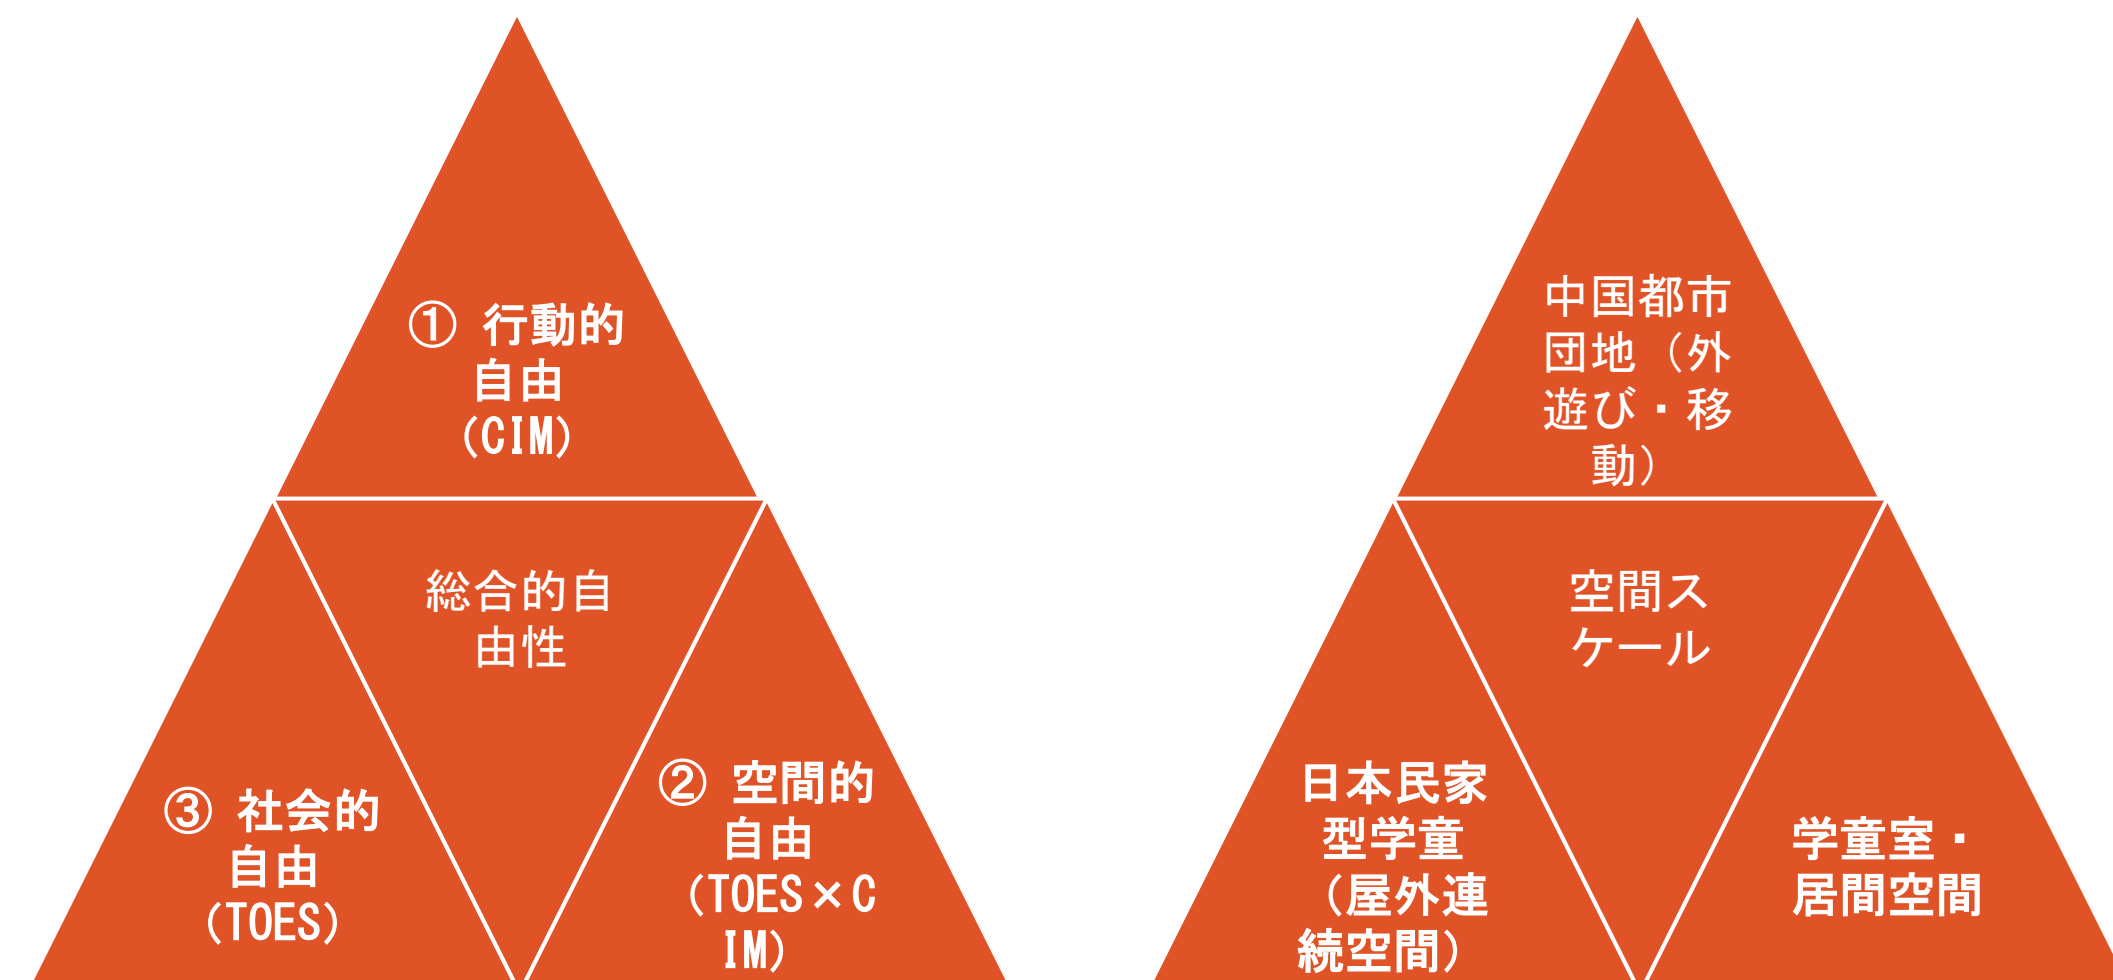 ① 行動的
自由
(CIM)
総合的自
由性
③ 社会的
自由
(TOES)
② 空間的
自由
(TOES×C
IM)
中国都市
団地（外
遊び・移
動）
空間ス
ケール
日本民家
型学童
（屋外連
続空間）
学童室・
居間空間